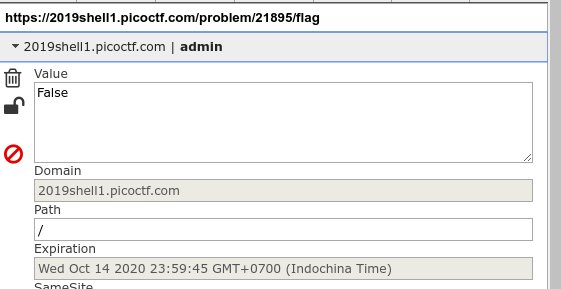 https://2019shell1.picoctf.com/problem/21895/flag
2019shell1.picoctf.com | admin
Value
False
Domain
2019shell1.picoctf.com
Path
/
Expiration
Wed Oct 14 2020 23:59:45 GMT+0700 (Indochina Time)
SameSite